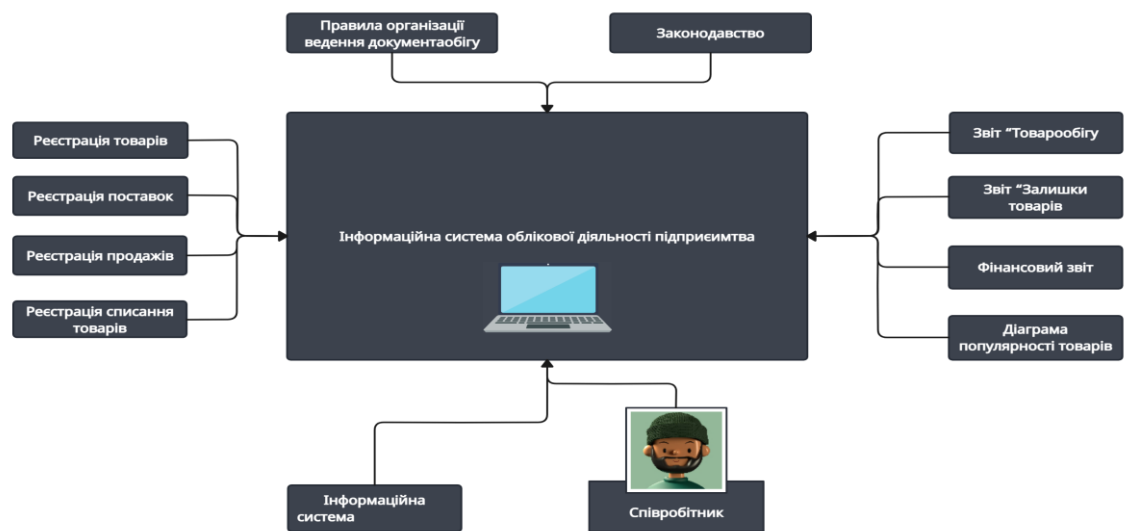 Правила організації
ведення документаобігу
Законодавство
Реєстрація товарів
Реєстрація поставок
Реєстрація продажів
Реєстрація списання
товарів
Інформаційна система облікової діяльності підприєимтва
Звіт “Товарообігу
Звіт “Залишки
товарів
Фінансовий звіт
Діаграма
популярності товарів
Інформаційна
система
Співробітник